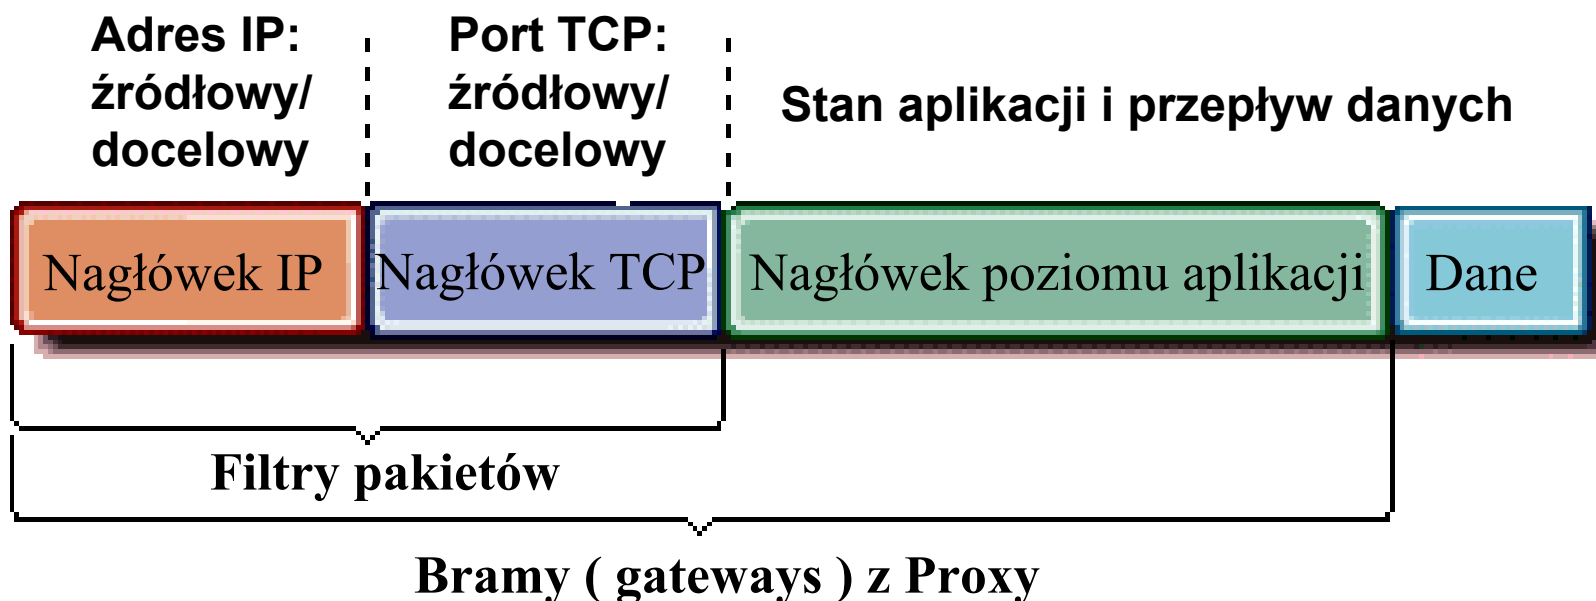 Adres IP:
źródłowy/
docelowy
Port TCP:
źródłowy/
docelowy
Stan aplikacji i przepływ danych
Nagłówek IP
Nagłówek TCP
Nagłówek poziomu aplikacji
Dane
Filtry pakietów
Bramy ( gateways ) z Proxy